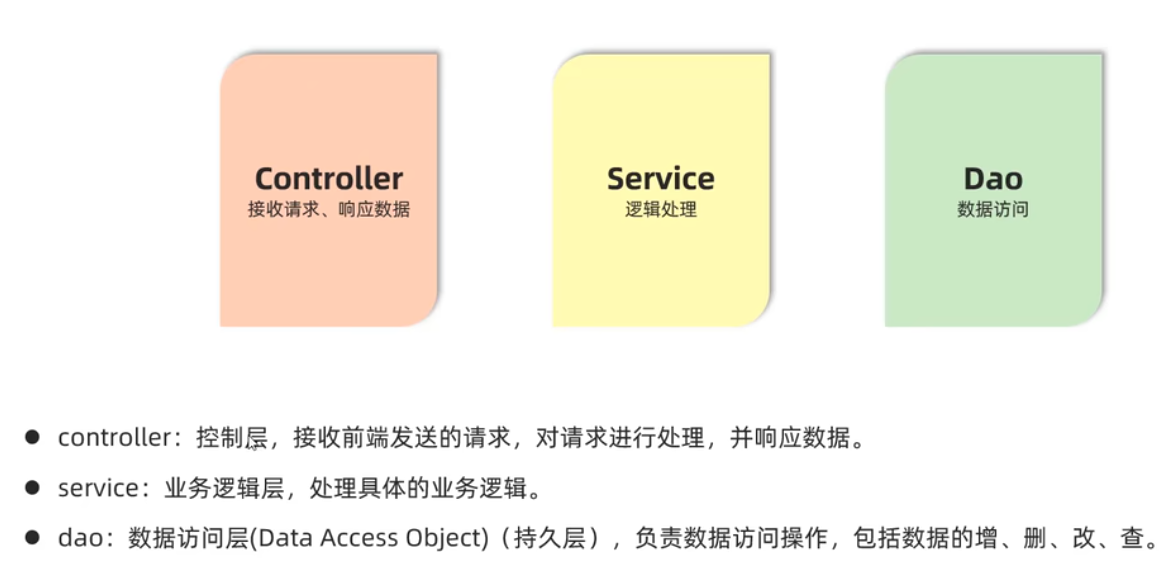 Controller
接收请求、响应数据
Service
逻辑处理
Dao
数据访问
controller：控制层，接收前端发送的请求，对请求进行处理，并响应数据。
service：业务逻辑层，处理具体的业务逻辑。
dao：数据访问层(Data Access Object)（持久层），负责数据访问操作，包括数据的增、删、改、查。